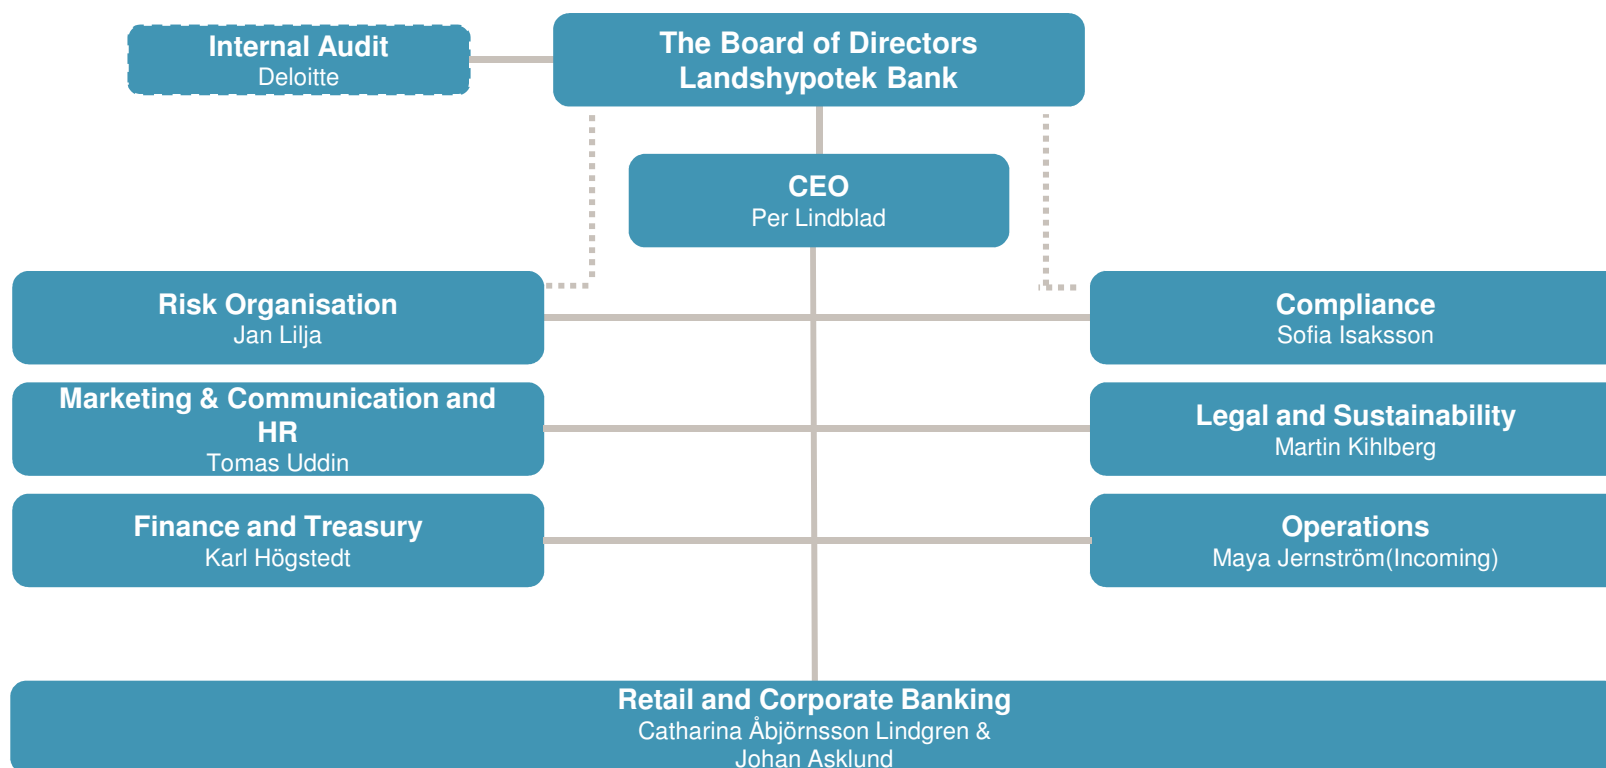 Internal Audit
Deloitte
The Board of Directors
Landshypotek Bank
CEO
Per Lindblad
Risk Organisation
Jan Lilja
Compliance
Sofia Isaksson
Marketing & Communication and
HR
Tomas Uddin
Legal and Sustainability
Martin Kihlberg
Finance and Treasury
Karl Högstedt
Operations
Maya Jernström(Incoming)
Retail and Corporate Banking
Catharina Åbjörnsson Lindgren &
Johan Asklund